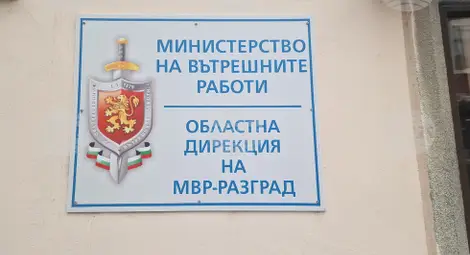 МИНИСТЕРСТВО
НА ВЪТРЕШНИТЕ
РАБОТИ
ОБЛАСТНА
ДИРЕКЦИЯ
НА
МВР-РАЗГРАД